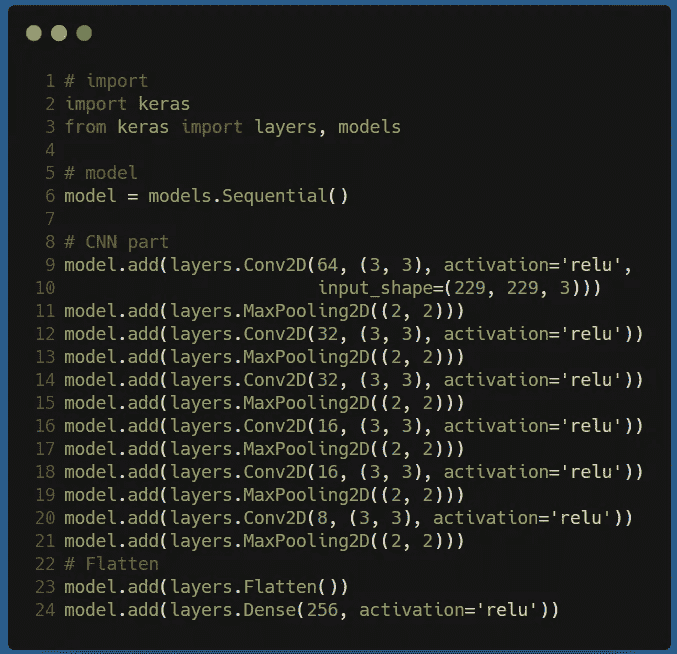 1 # import
2 import keras
3 from keras import layers, models
4
5 # model
6 model = models.Sequential()
7
8 # CNN part
9 model.add(layers.Conv2D(64, (3, 3), activation='relu',
10                         input_shape=(229, 229, 3)))
11 model.add(layers.MaxPooling2D((2, 2)))
12 model.add(layers.Conv2D(32, (3, 3), activation='relu'))
13 model.add(layers.MaxPooling2D((2, 2)))
14 model.add(layers.Conv2D(32, (3, 3), activation='relu'))
15 model.add(layers.MaxPooling2D((2, 2)))
16 model.add(layers.Conv2D(16, (3, 3), activation='relu'))
17 model.add(layers.MaxPooling2D((2, 2)))
18 model.add(layers.Conv2D(16, (3, 3), activation='relu'))
19 model.add(layers.MaxPooling2D((2, 2)))
20 model.add(layers.Conv2D(8, (3, 3), activation='relu'))
21 model.add(layers.MaxPooling2D((2, 2)))
22 # Flatten
23 model.add(layers.Flatten())
24 model.add(layers.Dense(256, activation='relu'))